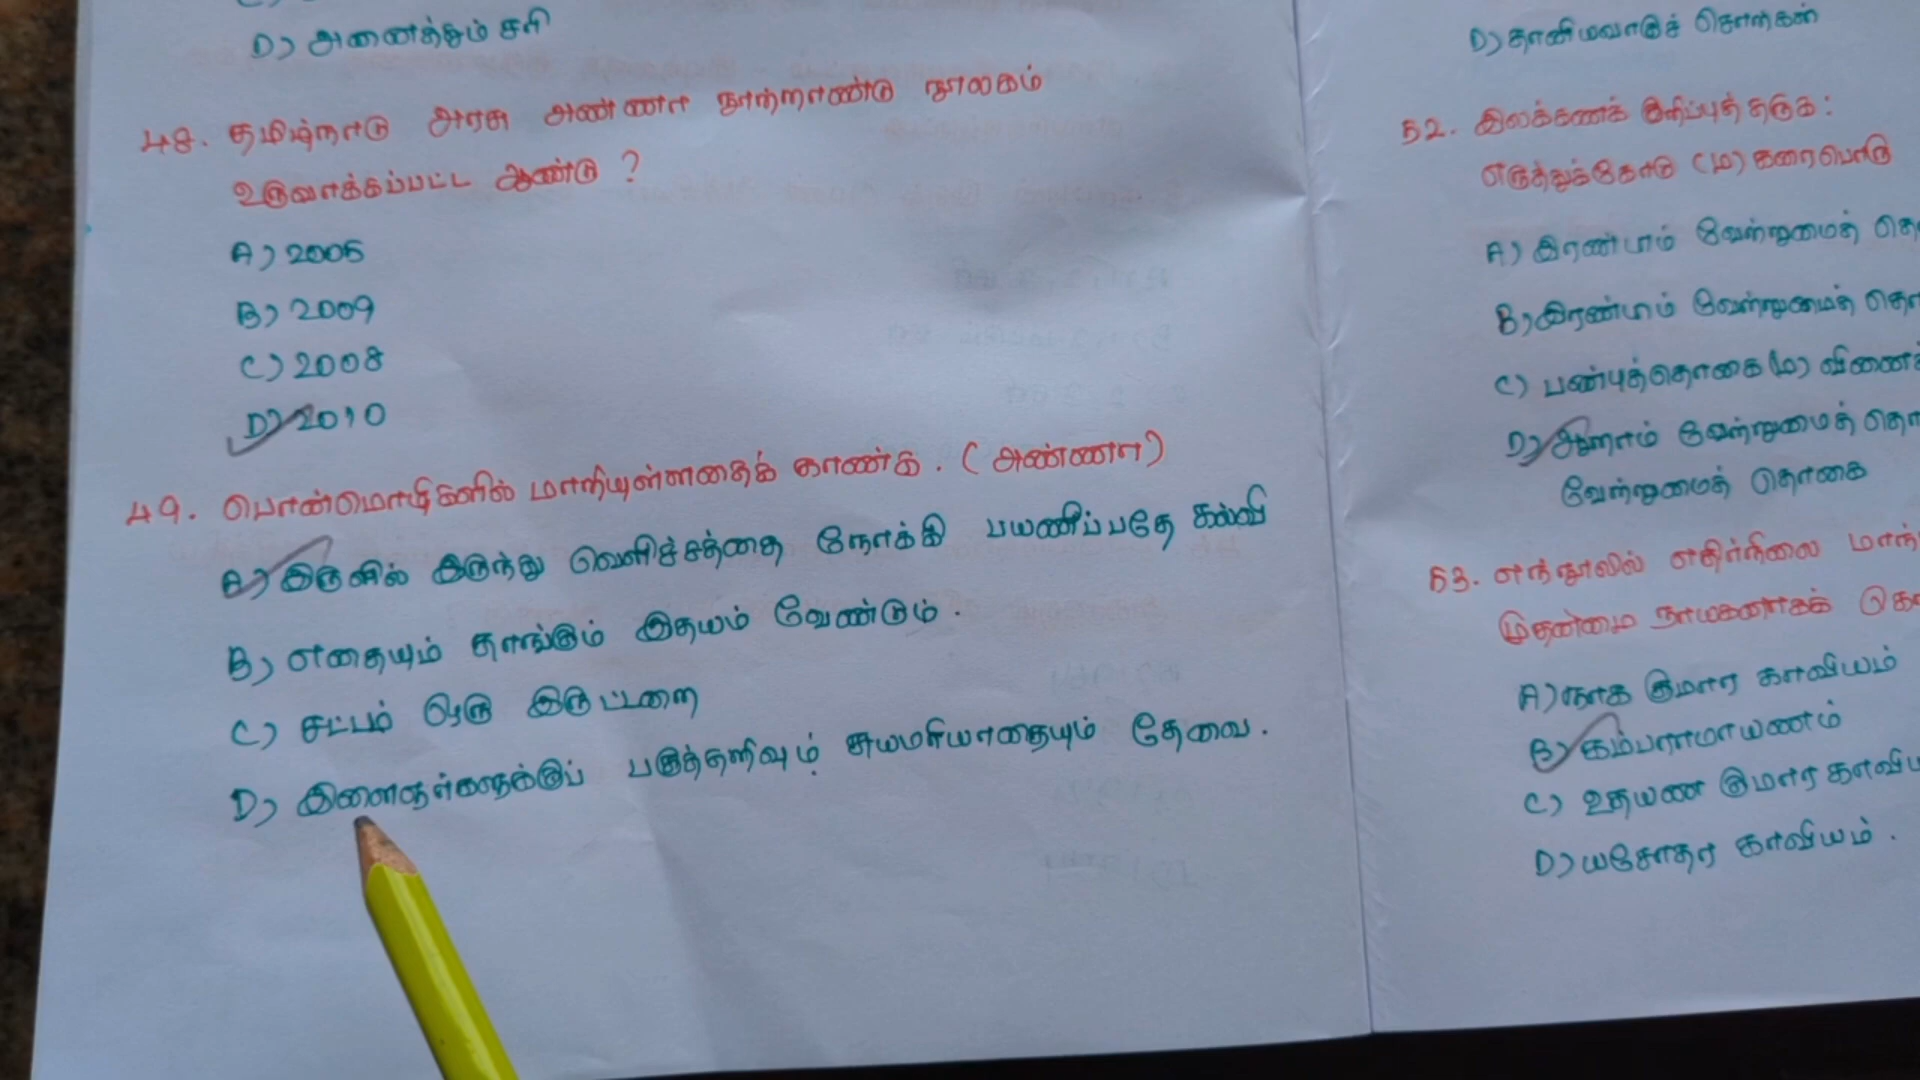 D) அனைத்தும் சரி
48. தமிழ்நாடு அரசு அண்ணா நூற்றாண்டு நூலகம்
உருவாக்கப்பட்ட ஆண்டு ?
A) 2005
B) 2009
C) 2008
D) 2010
49. பொன்மொழிகளில் மாறியுள்ளதைக் காண்க . ( அண்ணா )
A) இருளில் இருந்து வெளிச்சத்தை நோக்கி பயணிப்பதே கல்வி
B) எதையும் தாங்கும் இதயம் வேண்டும் .
C) சட்டம் ஒரு இருட்டறை
D) இளைஞர்களுக்குப் பகுத்தறிவும் சுயமரியாதையும் தேவை .
D) தானியவாகுச் சொற்கள்
52. இலக்கணக் குறிப்புத் தருக :
எருத்துக்கோடு (ம) கரைபொரு
A) இரண்டாம் வேற்றுமைத்
B) இரண்டாம் வேற்றுமைத்
C) பண்புத்தொகை (ம)
D) ஆறாம் வேற்றுமைத்
வேற்றுமைத் தொகை
53. எந்நூலில் எதிர்நிலை
முதன்மை நாயகனாகக்
A) நாக குமார காவியம்
B) கம்பராமாயணம்
C) உதயண குமார
D) யசோதர காவியம் .